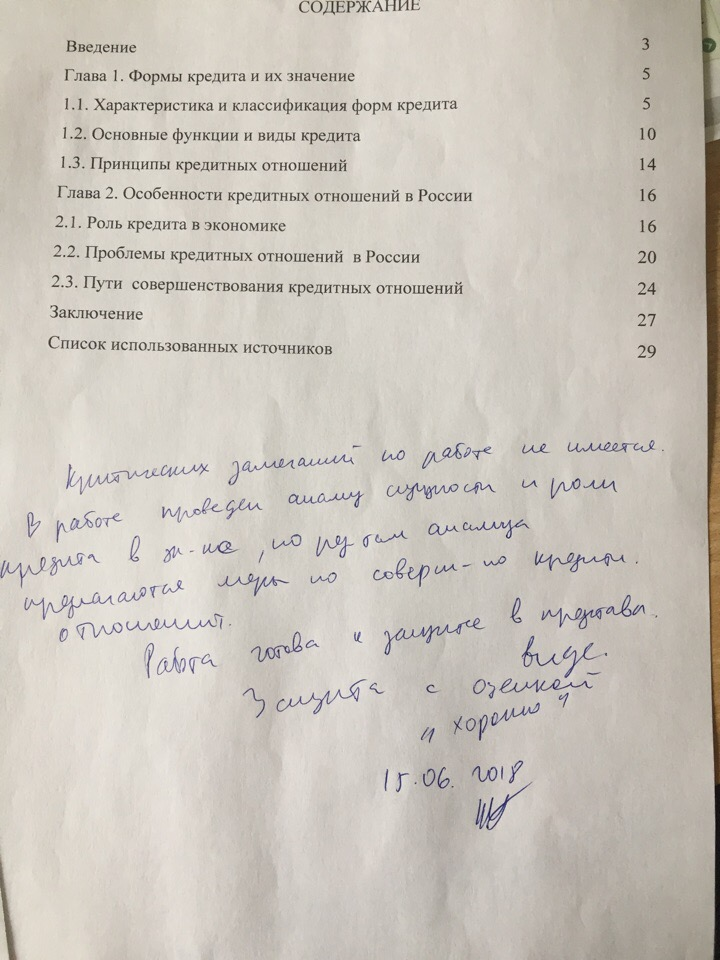 СОДЕРЖАНИЕ
Введение 3
Глава 1. Формы кредита и их значение 5
1.1. Характеристика и классификация форм кредита 5
1.2. Основные функции и виды кредита 10
1.3. Принципы кредитных отношений 14
Глава 2. Особенности кредитных отношений в России 16
2.1. Роль кредита в экономике 16
2.2. Проблемы кредитных отношений в России 20
2.3. Пути совершенствования кредитных отношений 24
Заключение 27
Список использованных источников 29
Критических замечаний по работе не имеется.
В работе проведен анализ сущности и роли
кредита в эк-ке, по рез-там анализа
предлагаются меры по соверш-ю кредитн.
отношений.
Работа готова к защите в представл.
виде.
Защита с оценкой
"хорошо"
15.06.2018